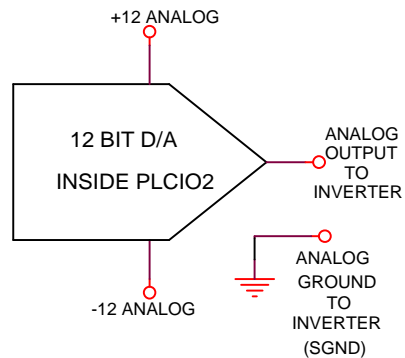 +12 ANALOG
12 BIT D/A
INSIDE PLCIO2
ANALOG
OUTPUT
TO
INVERTER
-12 ANALOG
ANALOG
GROUND
TO
INVERTER
(SGND)